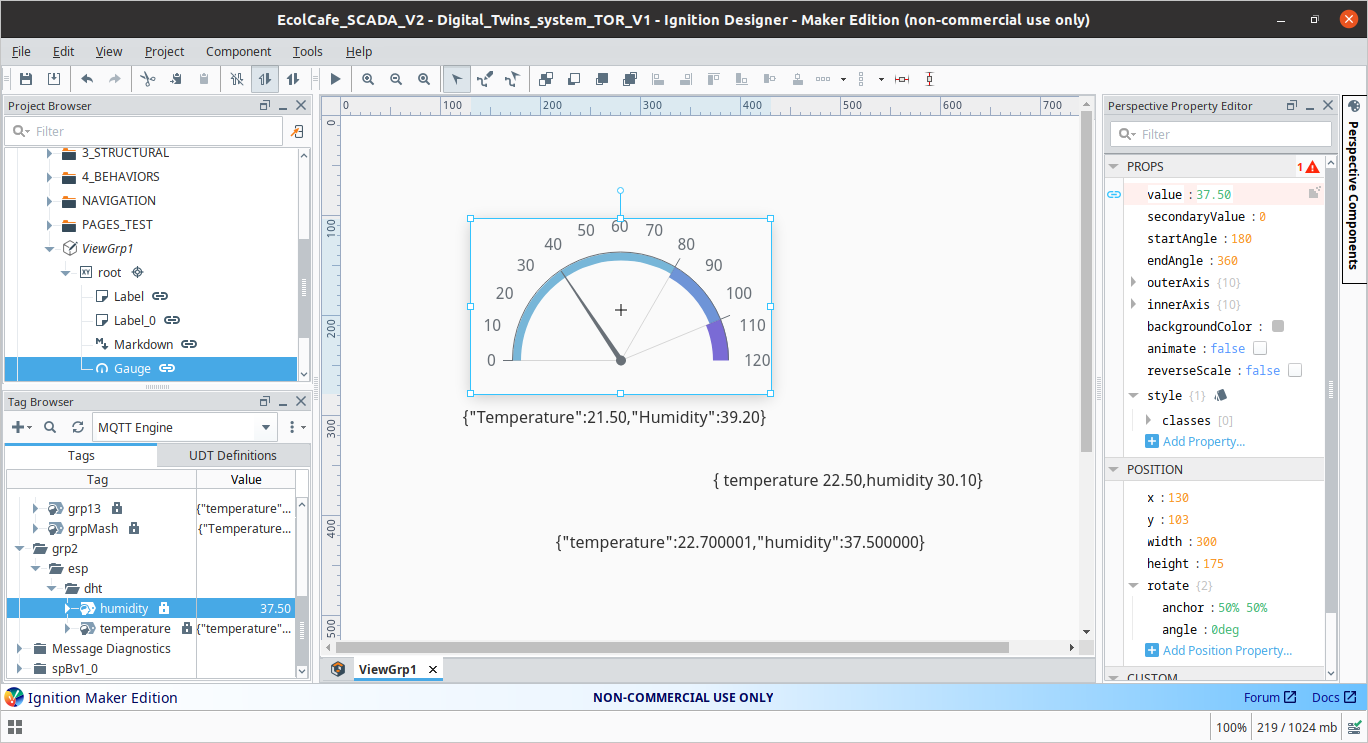 EcolCafe_SCADA_V2 - Digital_Twins_system_TOR_V1 - Ignition Designer - Maker Edition (non-commercial use only)
File Edit View Project Component Tools Help
Project Browser
Filter
3_STRUCTURAL
4_BEHAVIORS
NAVIGATION
PAGES_TEST
ViewGrp1
root
Label
Label_0
Markdown
Gauge
Tag Browser
MQTT Engine
Tags UDT Definitions
Tag Value
grp13 {"temperature"...
grpMash {"Temperature...
grp2
esp
dht
humidity 37.50
temperature {"temperature"...
Message Diagnostics
spBv1_0
0 100 200 300 400 500 600 700
0
100
200
300
400
500
0 10 20 30 40 50 60 70 80 90 100 110 120
{"Temperature":21.50,"Humidity":39.20}
{ temperature 22.50,humidity 30.10}
{"temperature":22.700001,"humidity":37.500000}
ViewGrp1
Perspective Property Editor
Filter
PROPS 1
value : 37.50
secondaryValue : 0
startAngle : 180
endAngle : 360
outerAxis {10}
innerAxis {10}
backgroundColor :
animate : false
reverseScale : false
style {1}
classes [0]
Add Property...
POSITION
x : 130
y : 103
width : 300
height : 175
rotate {2}
anchor : 50% 50%
angle : 0deg
Add Position Property...
CUSTOM
Perspective Components
Ignition Maker Edition NON-COMMERCIAL USE ONLY Forum Docs
100% 219 / 1024 mb